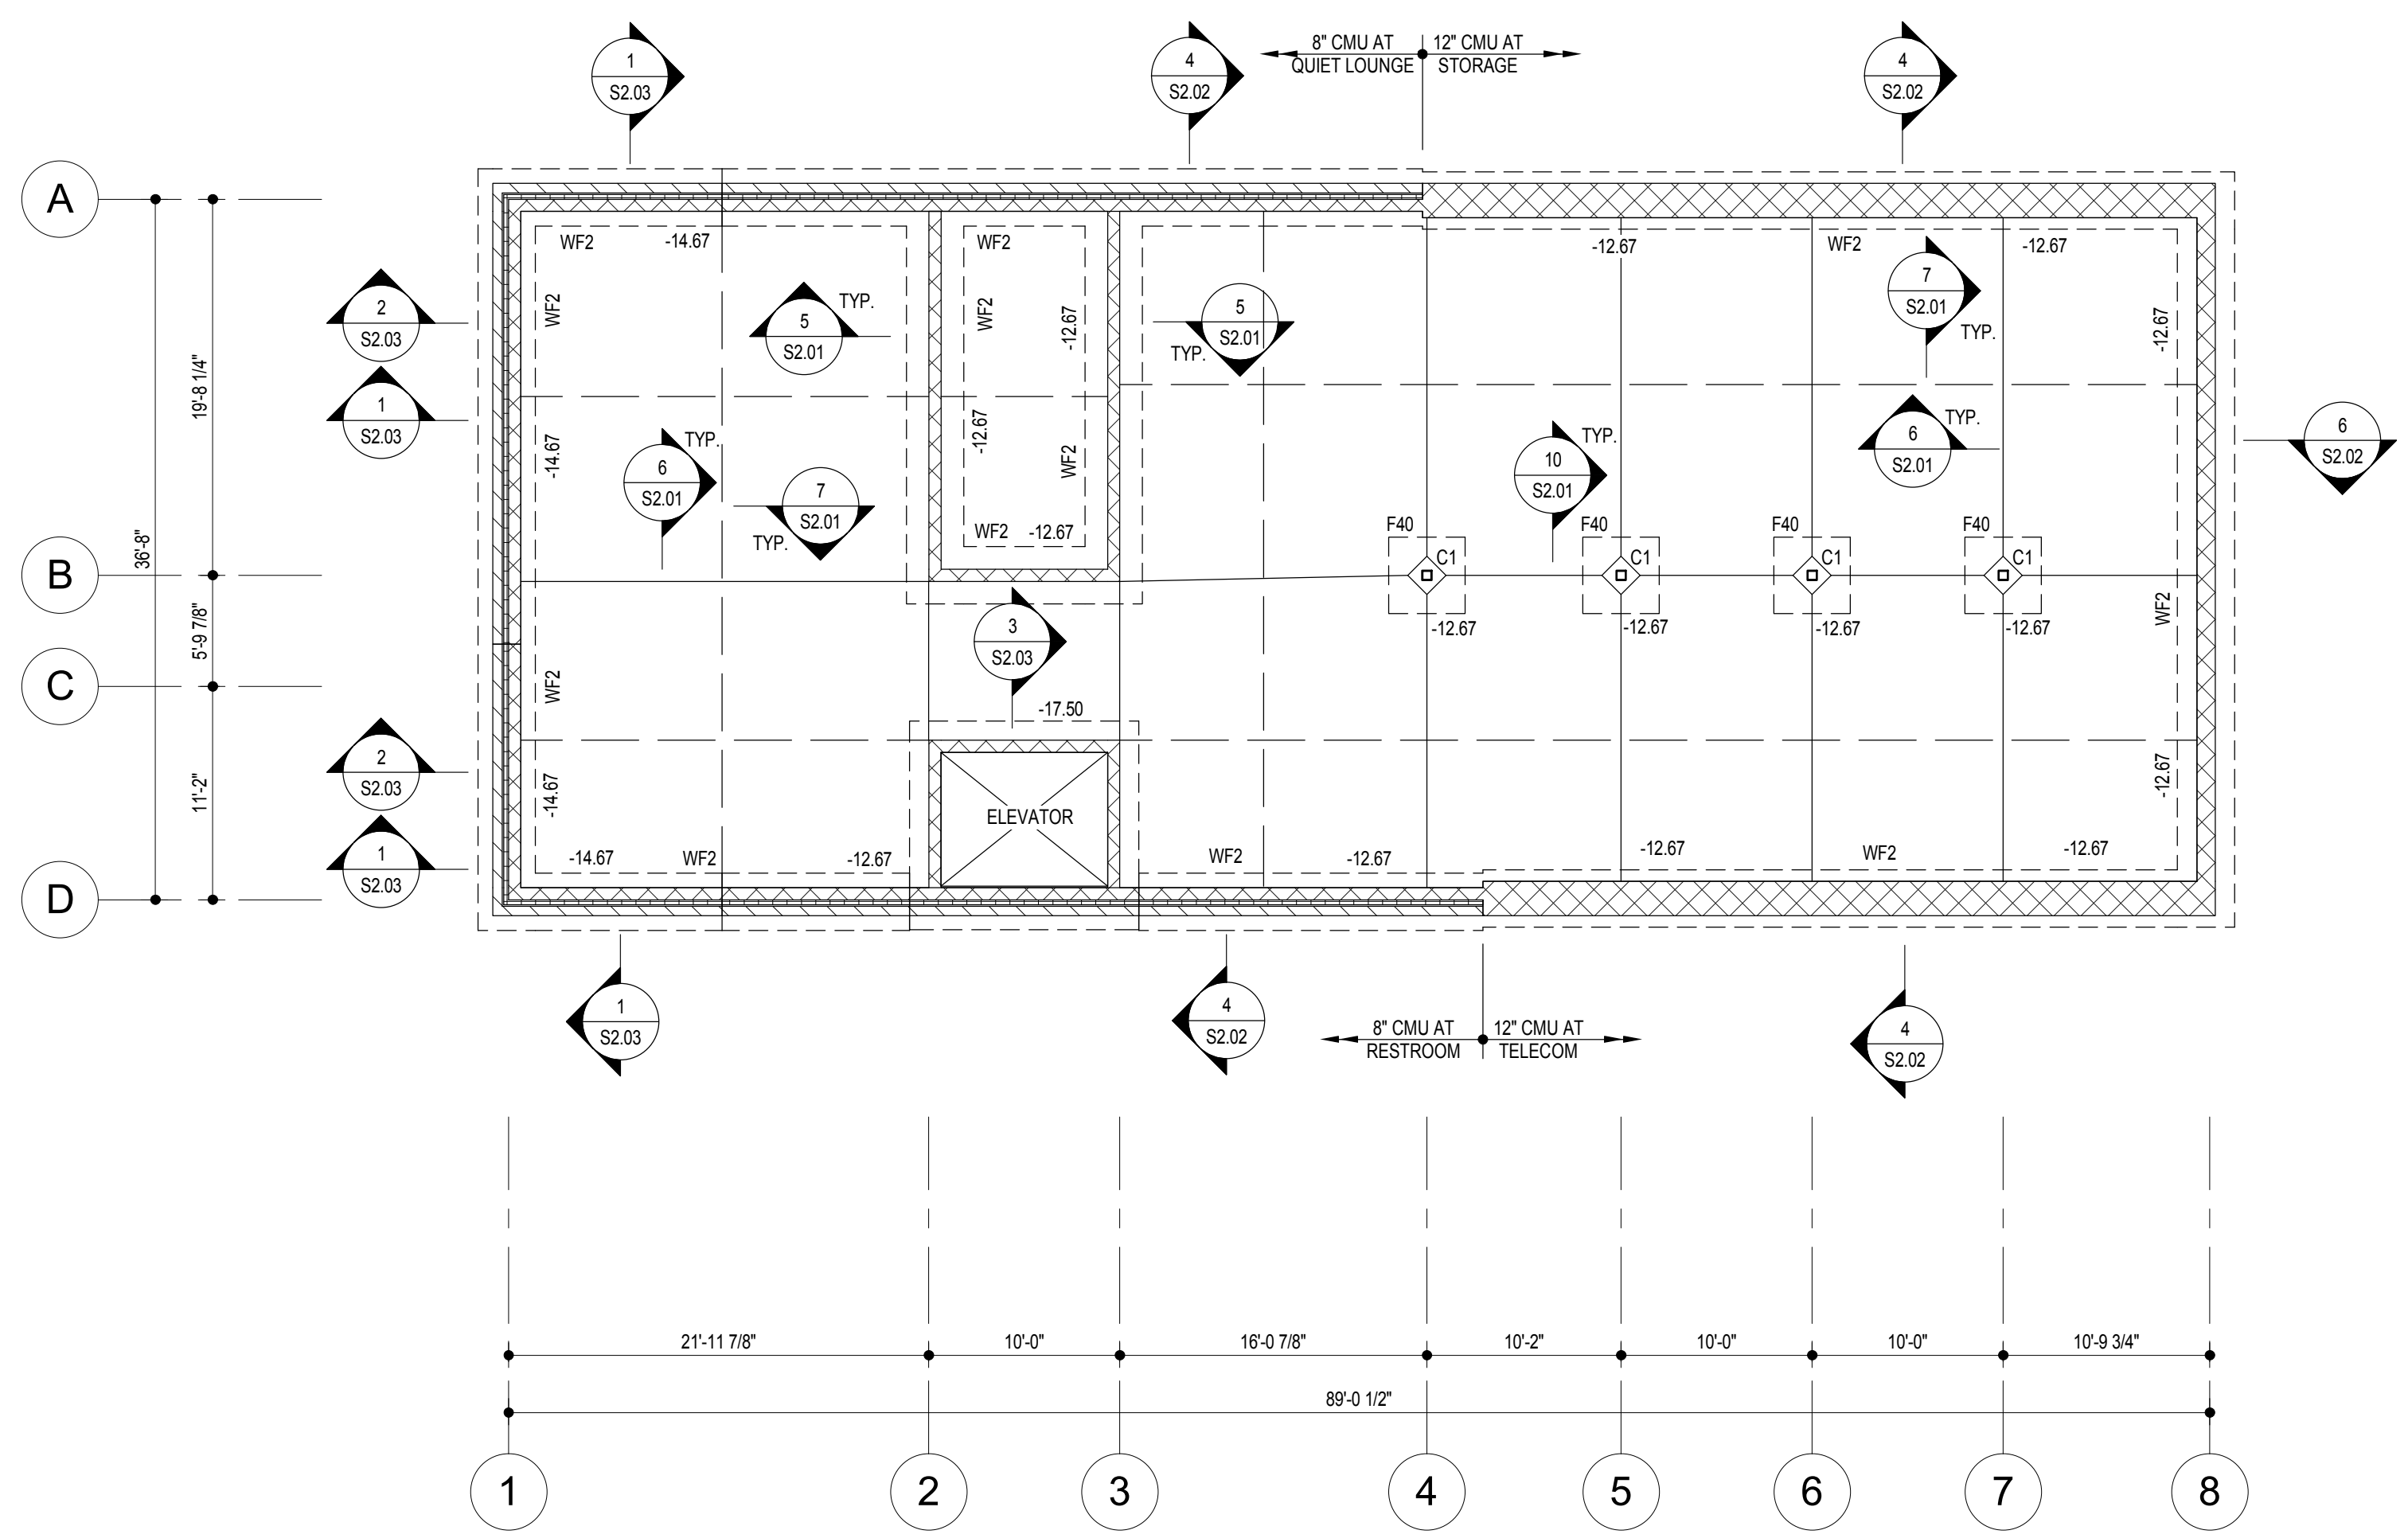 1
S2.03
4
S2.02
8" CMU AT
QUIET LOUNGE
12" CMU AT
STORAGE
4
S2.02
A
WF2
-14.67
WF2
-12.67
WF2
-12.67
2
S2.03
WF2
5
S2.01
TYP.
WF2
-12.67
5
S2.01
TYP.
7
S2.01
TYP.
-12.67
19'-8 1/4"
1
S2.03
-14.67
6
S2.01
TYP.
7
S2.01
TYP.
-12.67
WF2
WF2
-12.67
10
S2.01
TYP.
6
S2.01
TYP.
6
S2.02
36'-8"
B
F40
C1
-12.67
F40
C1
-12.67
F40
C1
-12.67
F40
C1
-12.67
WF2
5'-9 7/8"
3
S2.03
C
WF2
-17.50
2
S2.03
11'-2"
-14.67
ELEVATOR
-12.67
1
S2.03
-14.67
WF2
-12.67
WF2
-12.67
-12.67
WF2
-12.67
D
1
S2.03
4
S2.02
8" CMU AT
RESTROOM
12" CMU AT
TELECOM
4
S2.02
21'-11 7/8"
10'-0"
16'-0 7/8"
10'-2"
10'-0"
10'-0"
10'-9 3/4"
89'-0 1/2"
1
2
3
4
5
6
7
8